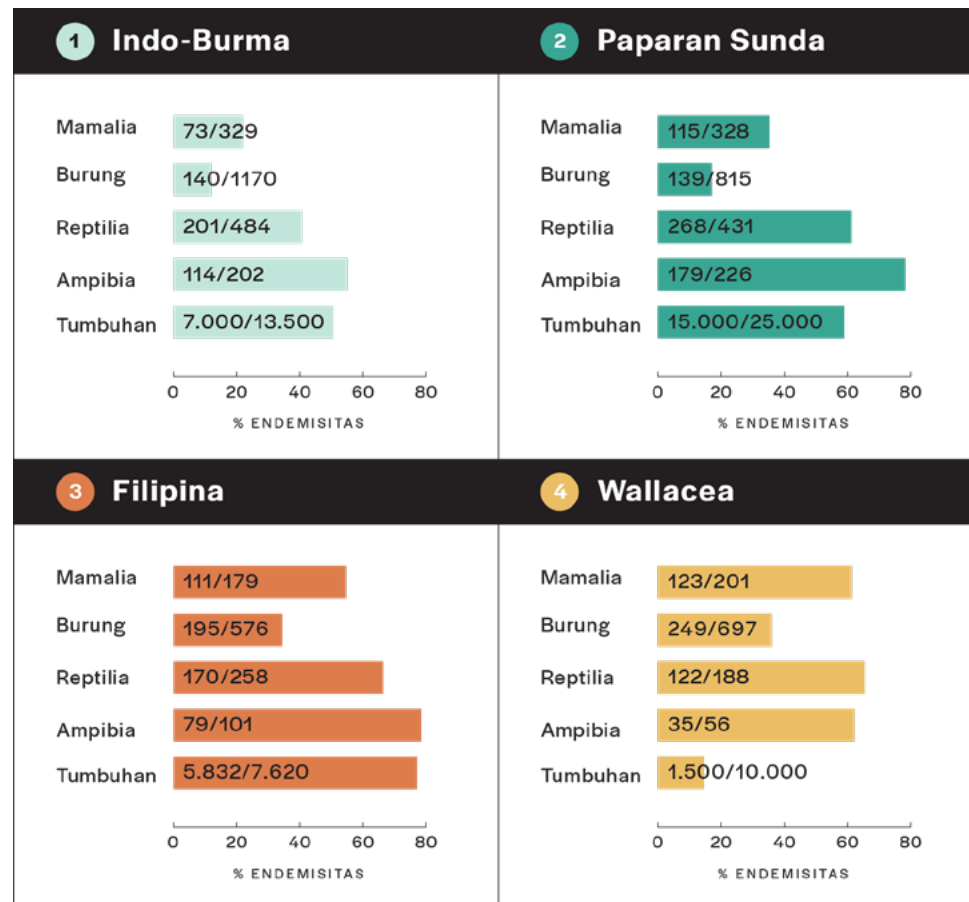 1 Indo-Burma
Mamalia 73/329
Burung 140/1170
Reptilia 201/484
Ampibia 114/202
Tumbuhan 7.000/13.500
0 20 40 60 80
% ENDEMISITAS
2 Paparan Sunda
Mamalia 115/328
Burung 139/815
Reptilia 268/431
Ampibia 179/226
Tumbuhan 15.000/25.000
0 20 40 60 80
% ENDEMISITAS
3 Filipina
Mamalia 111/179
Burung 195/576
Reptilia 170/258
Ampibia 79/101
Tumbuhan 5.832/7.620
0 20 40 60 80
% ENDEMISITAS
4 Wallacea
Mamalia 123/201
Burung 249/697
Reptilia 122/188
Ampibia 35/56
Tumbuhan 1.500/10.000
0 20 40 60 80
% ENDEMISITAS